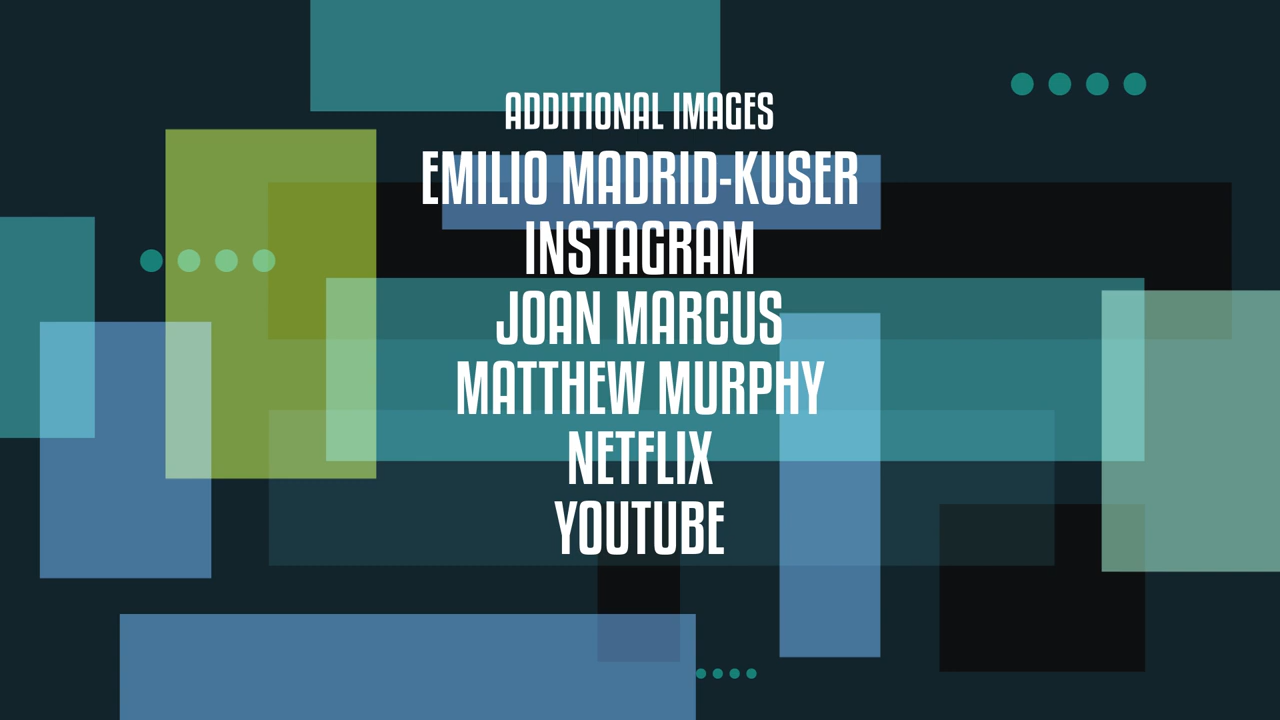 ADDITIONAL IMAGES
EMILIO MADRID-KUSER
INSTAGRAM
JOAN MARCUS
MATTHEW MURPHY
NETFLIX
YOUTUBE